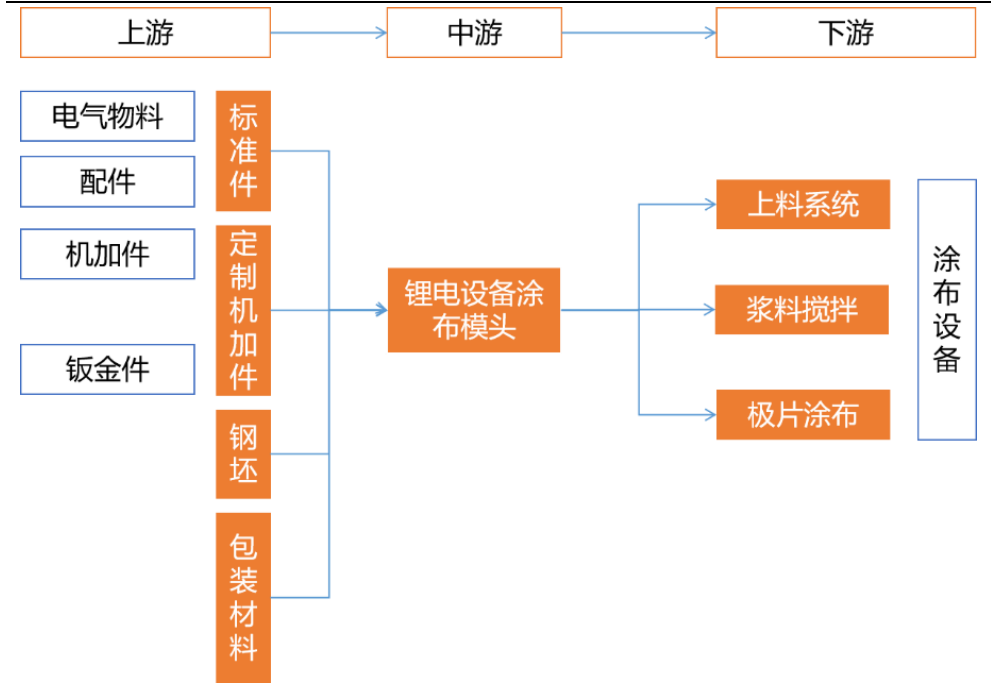 上游
中游
下游
电气物料
配件
机加件
钣金件
标准件
定制机加件
钢坯
包装材料
锂电设备涂
布模头
上料系统
浆料搅拌
极片涂布
涂布设备